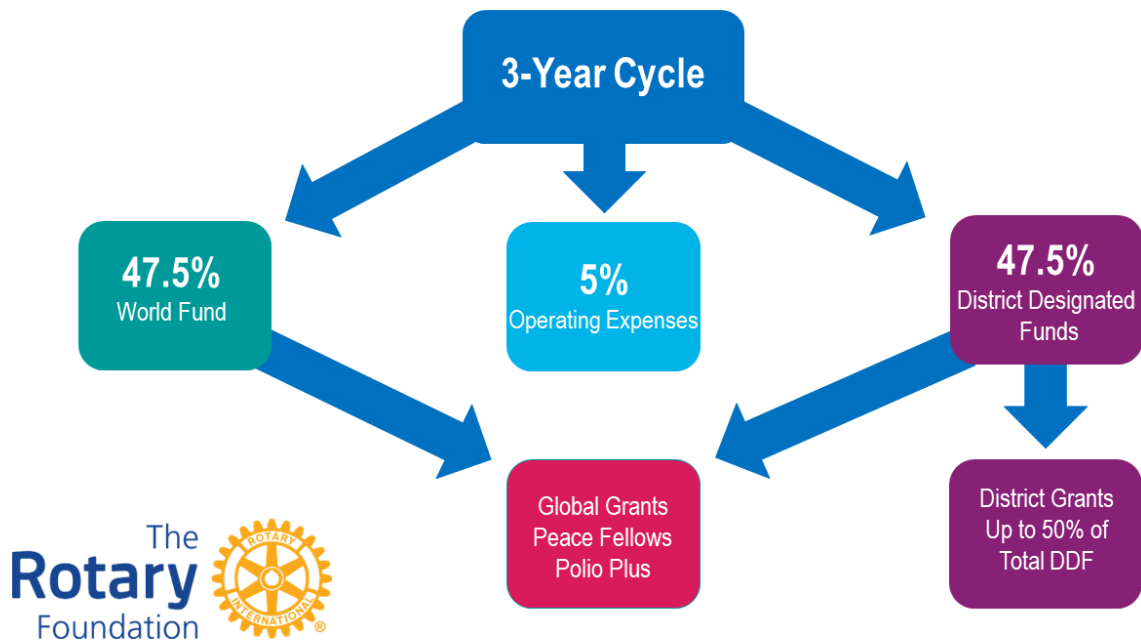 3-Year Cycle
47.5%
World Fund
5%
Operating Expenses
47.5%
District Designated
Funds
Global Grants
Peace Fellows
Polio Plus
District Grants
Up to 50% of
Total DDF
The
Rotary
Foundation
ROTARY
INTERNATIONAL
®